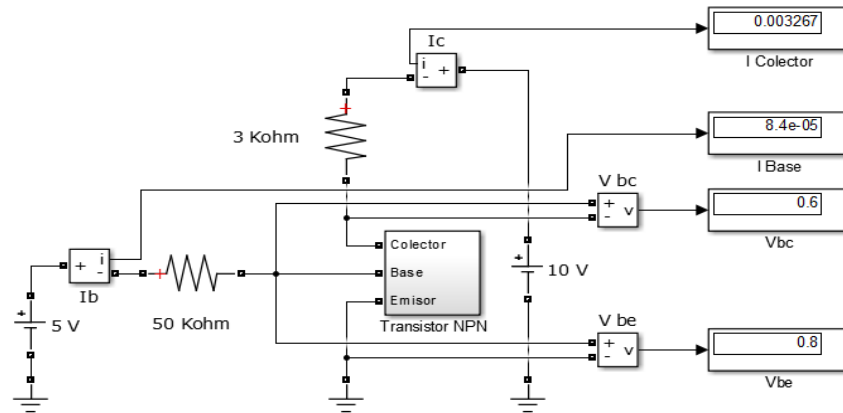 0.003267
I Colector
Ic
i
- +
3 Kohm
8.4e-05
I Base
V bc
+
-
v
0.6
Vbc
Colector
Base
Emisor
Transistor NPN
i
+ -
Ib
50 Kohm
5 V
10 V
V be
+
-
v
0.8
Vbe